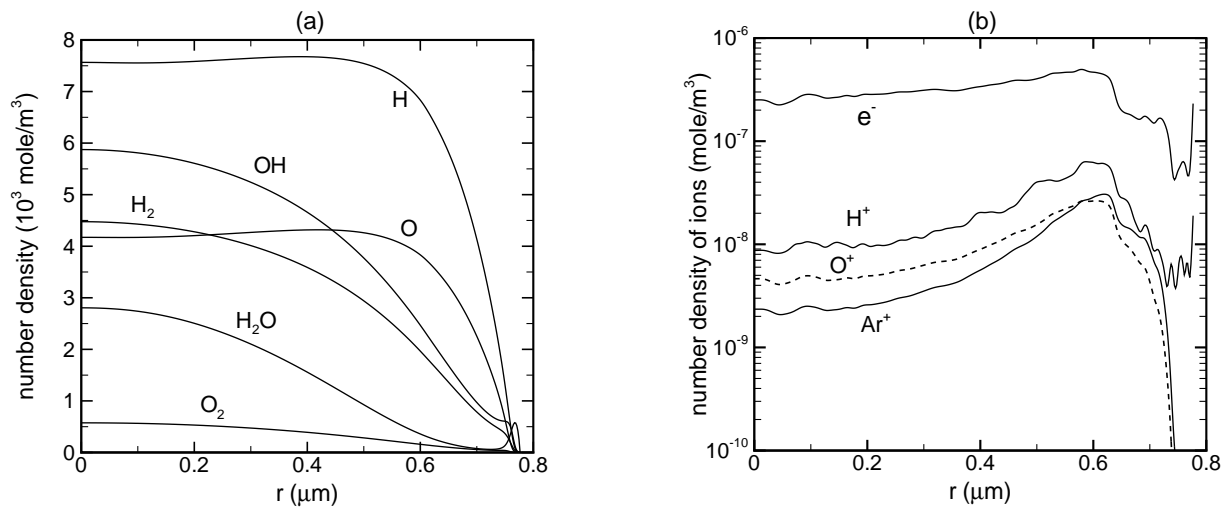 (a)
number density (10³ mole/m³)
8
7
6
5
4
3
2
1
0
H
OH
H₂
O
H₂O
O₂
0 0.2 0.4 0.6 0.8
r (μm)
(b)
number density of ions (mole/m³)
10⁻⁶
10⁻⁷
10⁻⁸
10⁻⁹
10⁻¹⁰
e⁻
H⁺
O⁺
Ar⁺
0 0.2 0.4 0.6 0.8
r (μm)